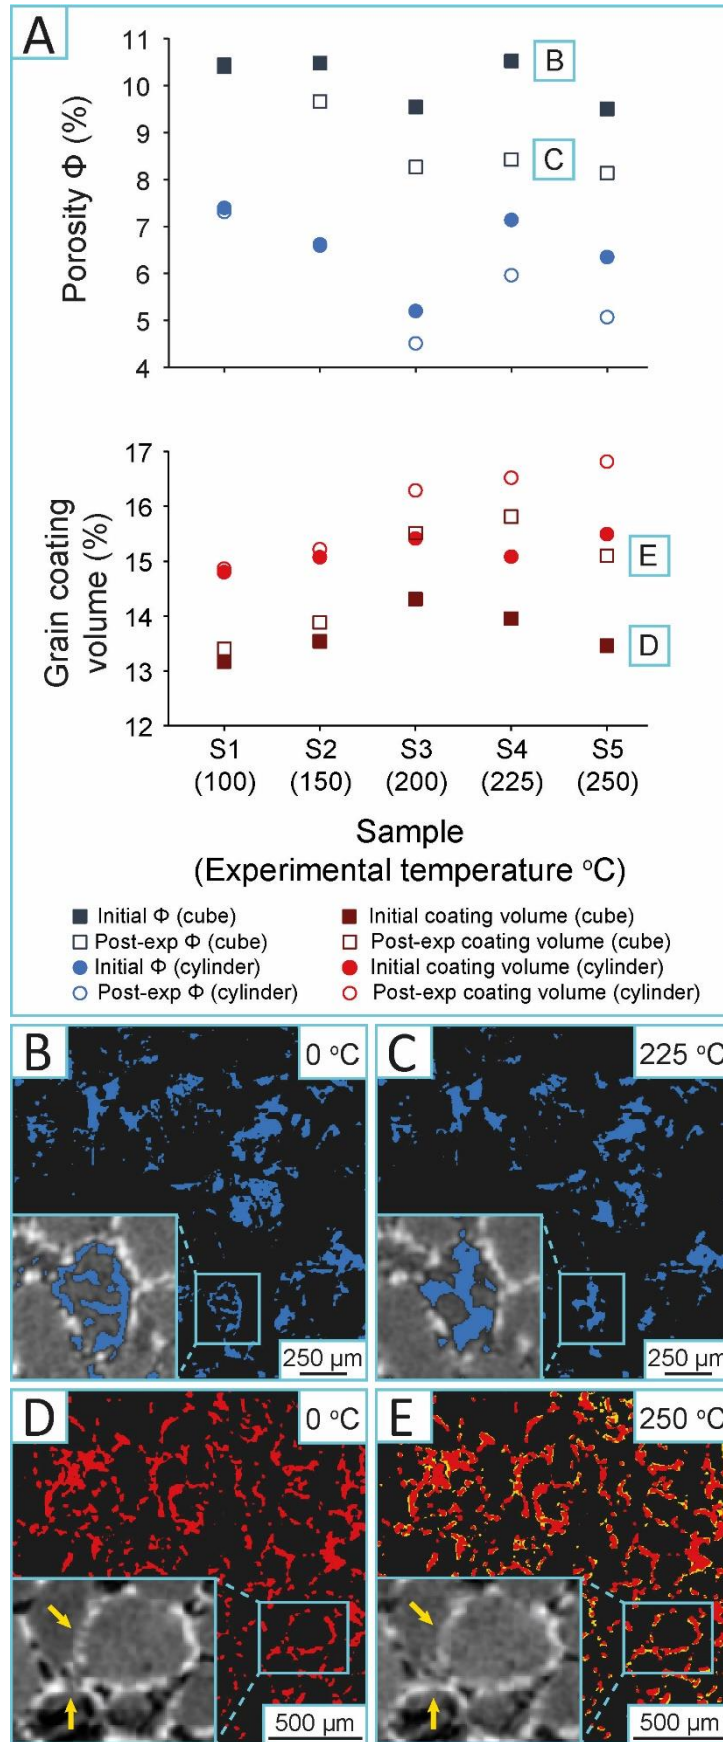 A
11
10
9
8
7
6
5
4
Porosity Φ (%)
B
C
17
16
15
14
13
12
Grain coating
volume (%)
E
D
S1 S2 S3 S4 S5
(100) (150) (200) (225) (250)
Sample
(Experimental temperature °C)
Initial Φ (cube)
Post-exp Φ (cube)
Initial Φ (cylinder)
Post-exp Φ (cylinder)
Initial coating volume (cube)
Post-exp coating volume (cube)
Initial coating volume (cylinder)
Post-exp coating volume (cylinder)
B 0 °C
250 µm
C 225 °C
250 µm
D 0 °C
500 µm
E 250 °C
500 µm